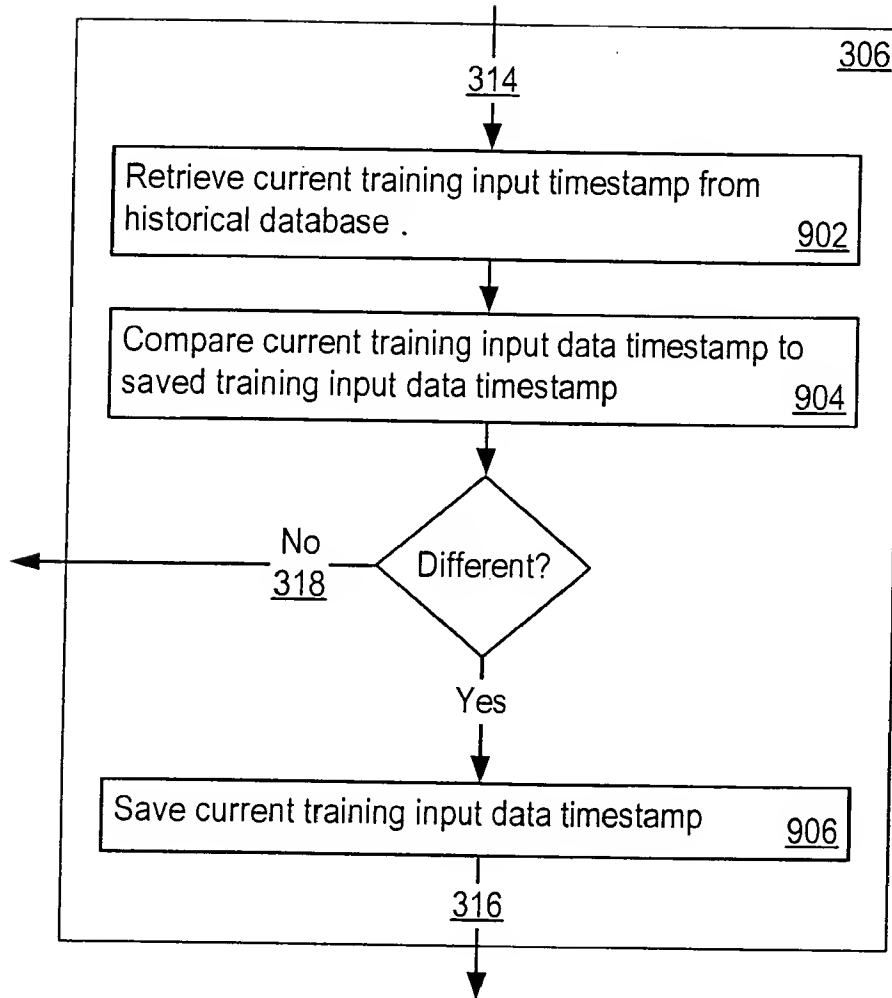 306
314
Retrieve current training input timestamp from
historical database .
902
Compare current training input data timestamp to
saved training input data timestamp
904
Different?
No
318
Yes
Save current training input data timestamp
906
316